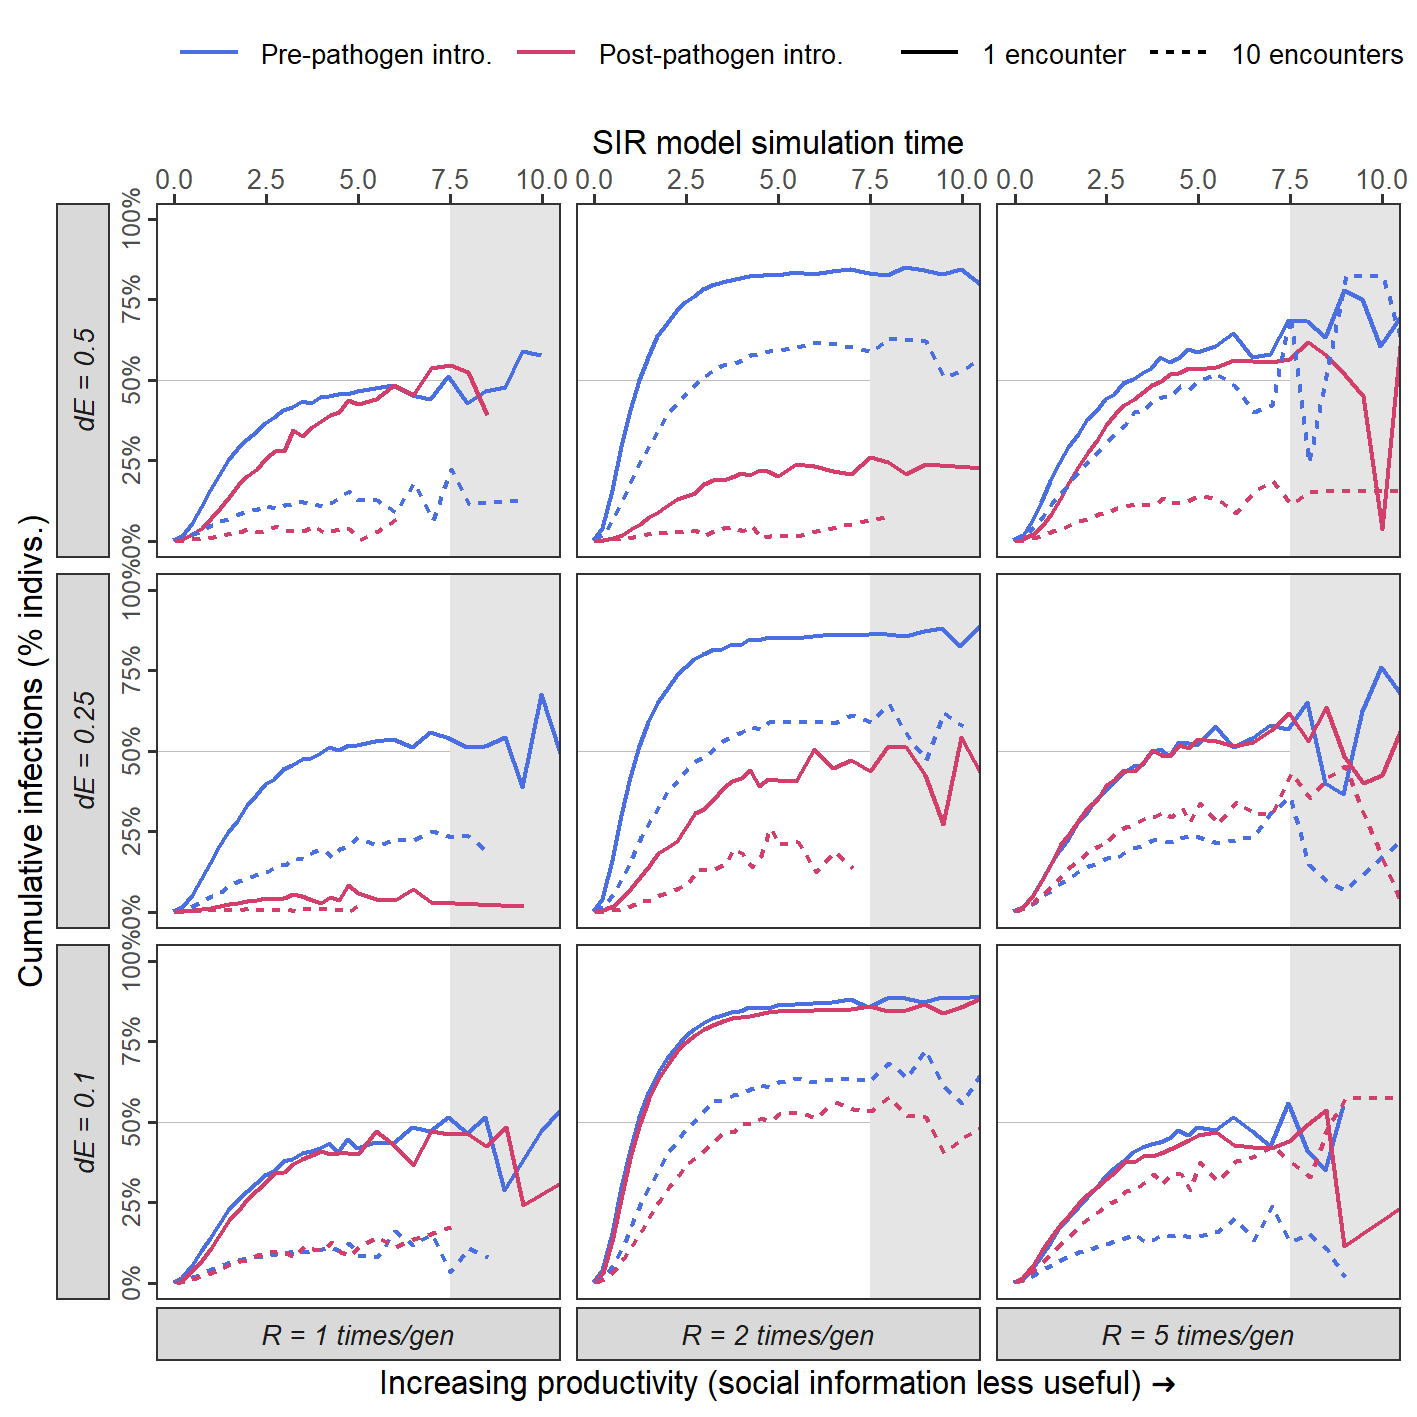 Pre-pathogen intro. Post-pathogen intro. 1 encounter 10 encounters
SIR model simulation time
0.0 2.5 5.0 7.5 10.0 0.0 2.5 5.0 7.5 10.0 0.0 2.5 5.0 7.5 10.0
Cumulative infections (% indivs.)
dE = 0.5
100%
75%
50%
25%
0%
dE = 0.25
100%
75%
50%
25%
0%
dE = 0.1
100%
75%
50%
25%
0%
R = 1 times/gen R = 2 times/gen R = 5 times/gen
Increasing productivity (social information less useful) →